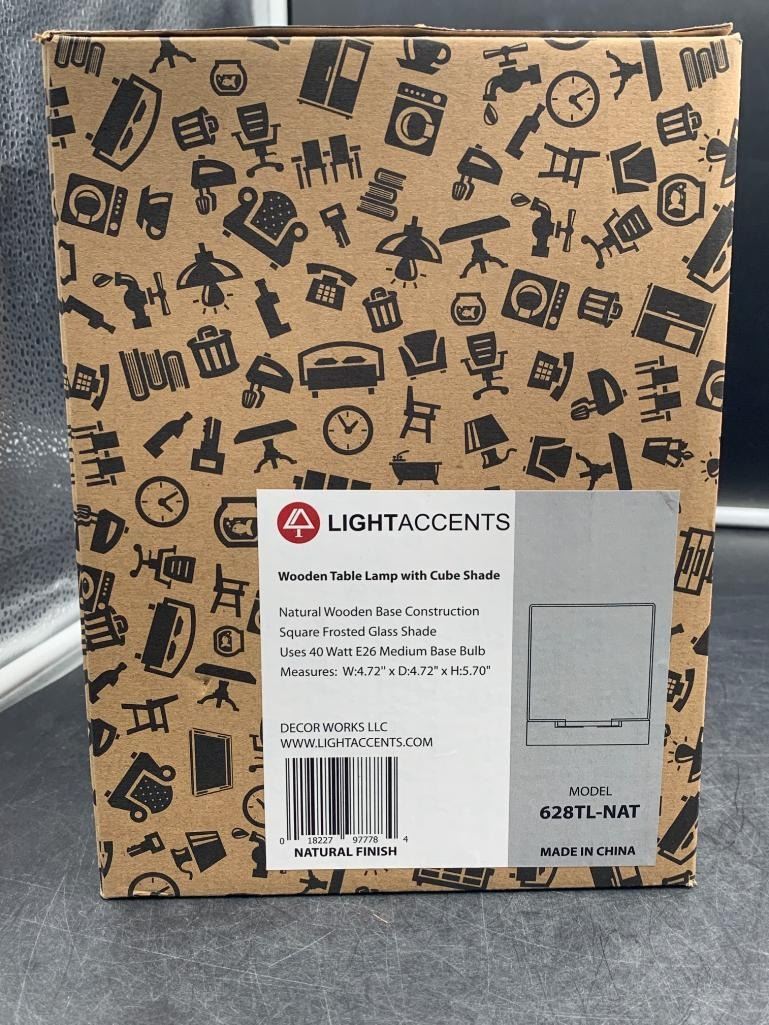 LIGHTACCENTS
Wooden Table Lamp with Cube Shade
Natural Wooden Base Construction
Square Frosted Glass Shade
Uses 40 Watt E26 Medium Base Bulb
Measures: W:4.72" x D:4.72" x H:5.70"
DECOR WORKS LLC
WWW.LIGHTACCENTS.COM
0 18227 97778 4
NATURAL FINISH
MODEL
628TL-NAT
MADE IN CHINA